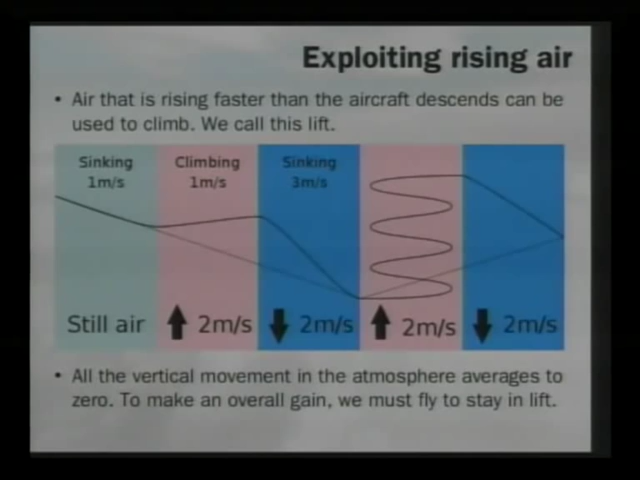 Exploiting rising air
• Air that is rising faster than the aircraft descends can be
used to climb. We call this lift.
Sinking
1m/s
Climbing
1m/s
Sinking
3m/s
Still air
2m/s
2m/s
2m/s
2m/s
• All the vertical movement in the atmosphere averages to
zero. To make an overall gain, we must fly to stay in lift.